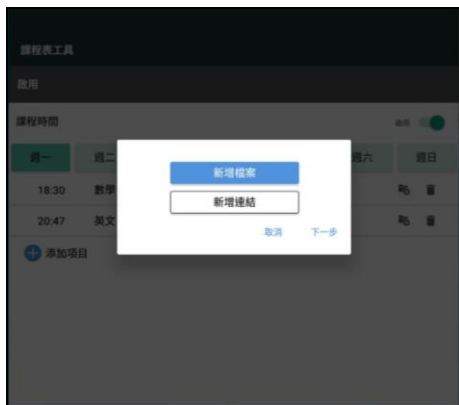 課程表工具
啟用
課程時間
啟用
週一 週二 週六 週日
新增檔案
新增連結
取消 下一步
18:30 數學
20:47 英文
添加項目